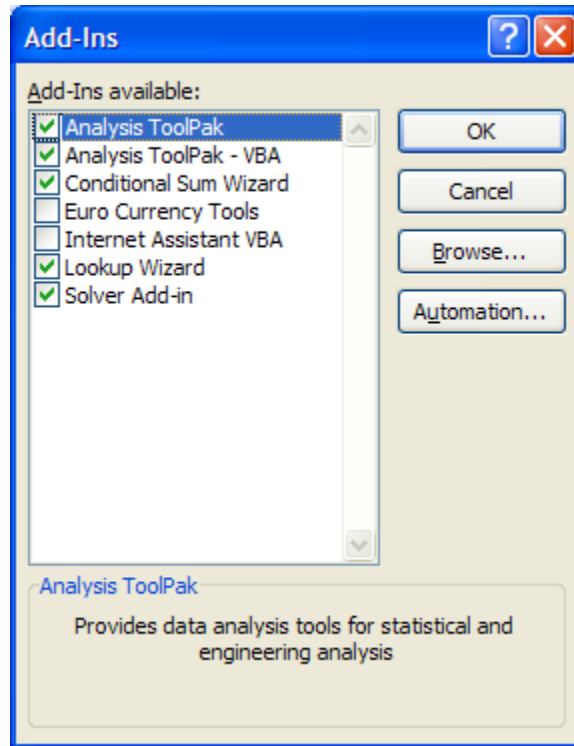 Add-Ins
Add-Ins available:
Analysis ToolPak
Analysis ToolPak - VBA
Conditional Sum Wizard
Euro Currency Tools
Internet Assistant VBA
Lookup Wizard
Solver Add-in
OK
Cancel
Browse...
Automation...
Analysis ToolPak
Provides data analysis tools for statistical and
engineering analysis